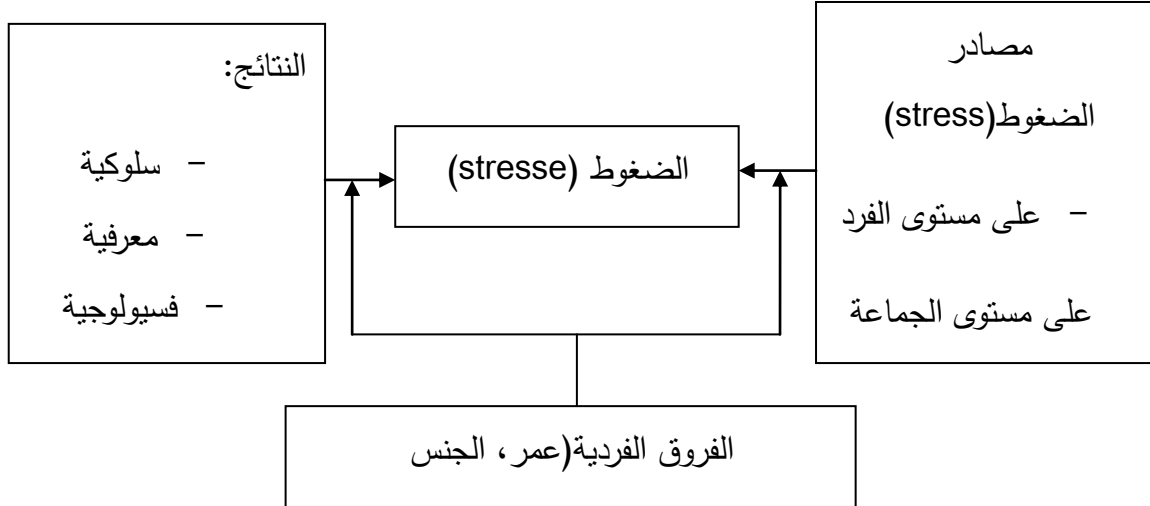 مصادر
الضغوط(stress)
– على مستوى الفرد
على مستوى الجماعة
الضغوط (stresse)
النتائج:
– سلوكية
– معرفية
– فسيولوجية
الفروق الفردية(عمر، الجنس